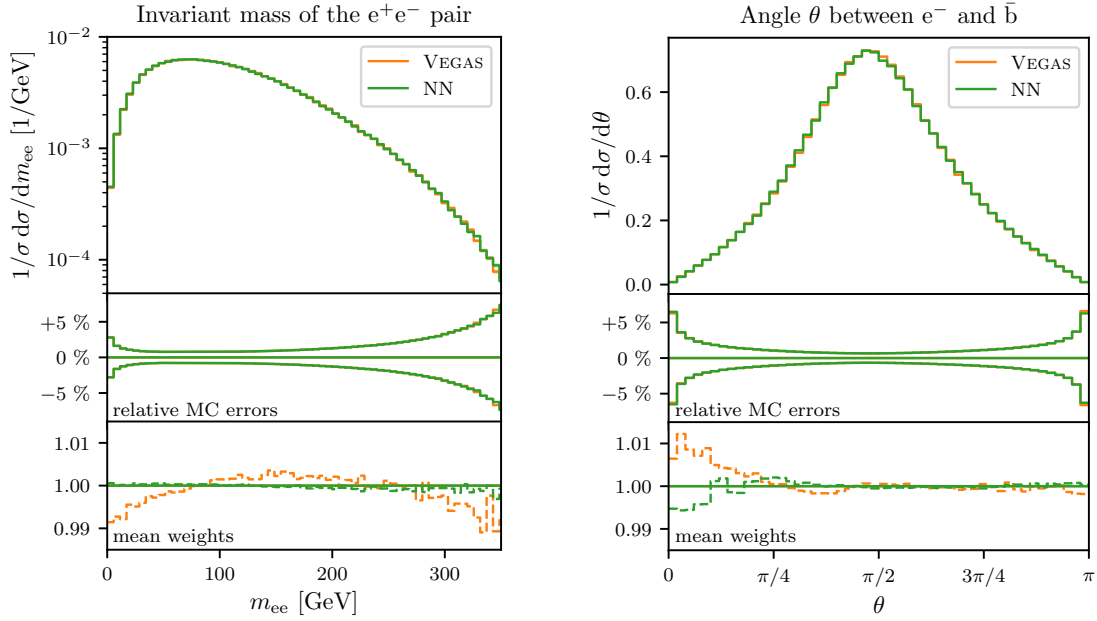 Invariant mass of the e⁺e⁻ pair
1/σ dσ/dmₑₑ [1/GeV]
10⁻²
10⁻³
10⁻⁴
VEGAS
NN
+5 %
0 %
−5 %
relative MC errors
1.01
1.00
0.99
mean weights
0
100
200
300
mₑₑ [GeV]
Angle θ between e⁻ and b̄
1/σ dσ/dθ
0.6
0.4
0.2
0.0
VEGAS
NN
+5 %
0 %
−5 %
relative MC errors
1.01
1.00
0.99
mean weights
0
π/4
π/2
3π/4
π
θ